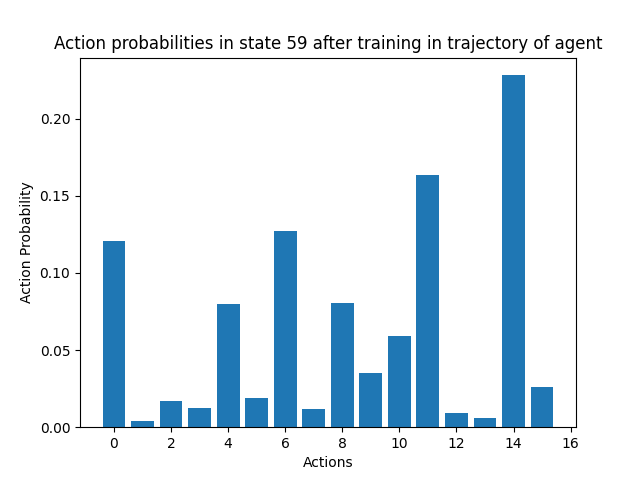 Action probabilities in state 59 after training in trajectory of agent
Action Probability
0.20
0.15
0.10
0.05
0.00
0 2 4 6 8 10 12 14 16
Actions